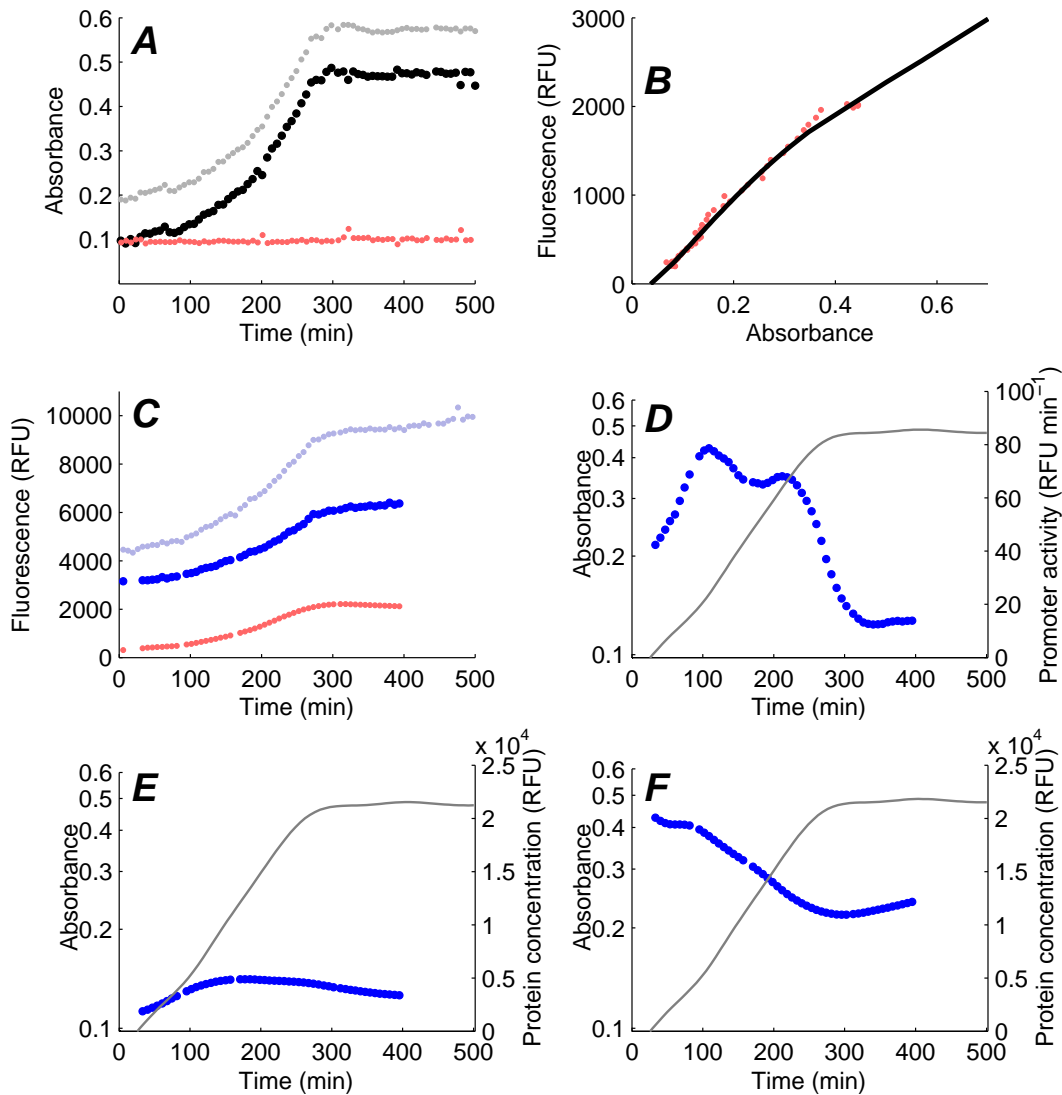 A
Absorbance
0.6
0.5
0.4
0.3
0.2
0.1
0 100 200 300 400 500
Time (min)
B
Fluorescence (RFU)
3000
2000
1000
0
0 0.2 0.4 0.6
Absorbance
C
Fluorescence (RFU)
10000
8000
6000
4000
2000
0
0 100 200 300 400 500
Time (min)
D
Absorbance
0.6
0.5
0.4
0.3
0.2
0.1
0 100 200 300 400 500
Time (min)
100
80
60
40
20
0
Promoter activity (RFU min⁻¹)
E
Absorbance
0.6
0.5
0.4
0.3
0.2
0.1
0 100 200 300 400 500
Time (min)
x 10⁴
2.5
2
1.5
1
0.5
0
Protein concentration (RFU)
F
Absorbance
0.6
0.5
0.4
0.3
0.2
0.1
0 100 200 300 400 500
Time (min)
x 10⁴
2.5
2
1.5
1
0.5
0
Protein concentration (RFU)